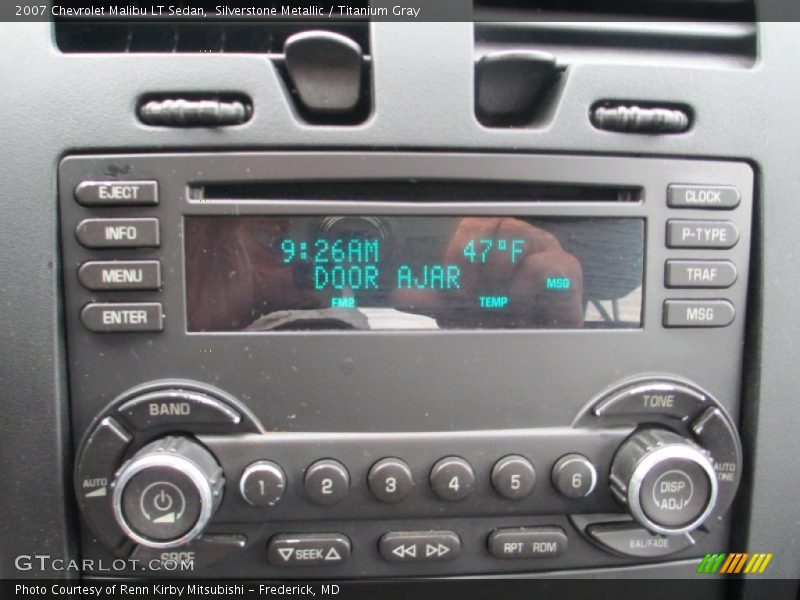 2007 Chevrolet Malibu LT Sedan,  Silverstone Metallic / Titanium Gray
EJECT
CLOCK
INFO
9:26AM 47°F
P-TYPE
MENU
DOOR AJAR
MSG
TRAF
ENTER
FM2 TEMP
MSG
BAND
TONE
AUTO
1 2 3 4 5 6
AUTO
TONE
DISP
ADJ
SRCE
SEEK
RPT RDM
BAL/FADE
GTCARLOT.COM
Photo Courtesy of Renn Kirby Mitsubishi - Frederick, MD